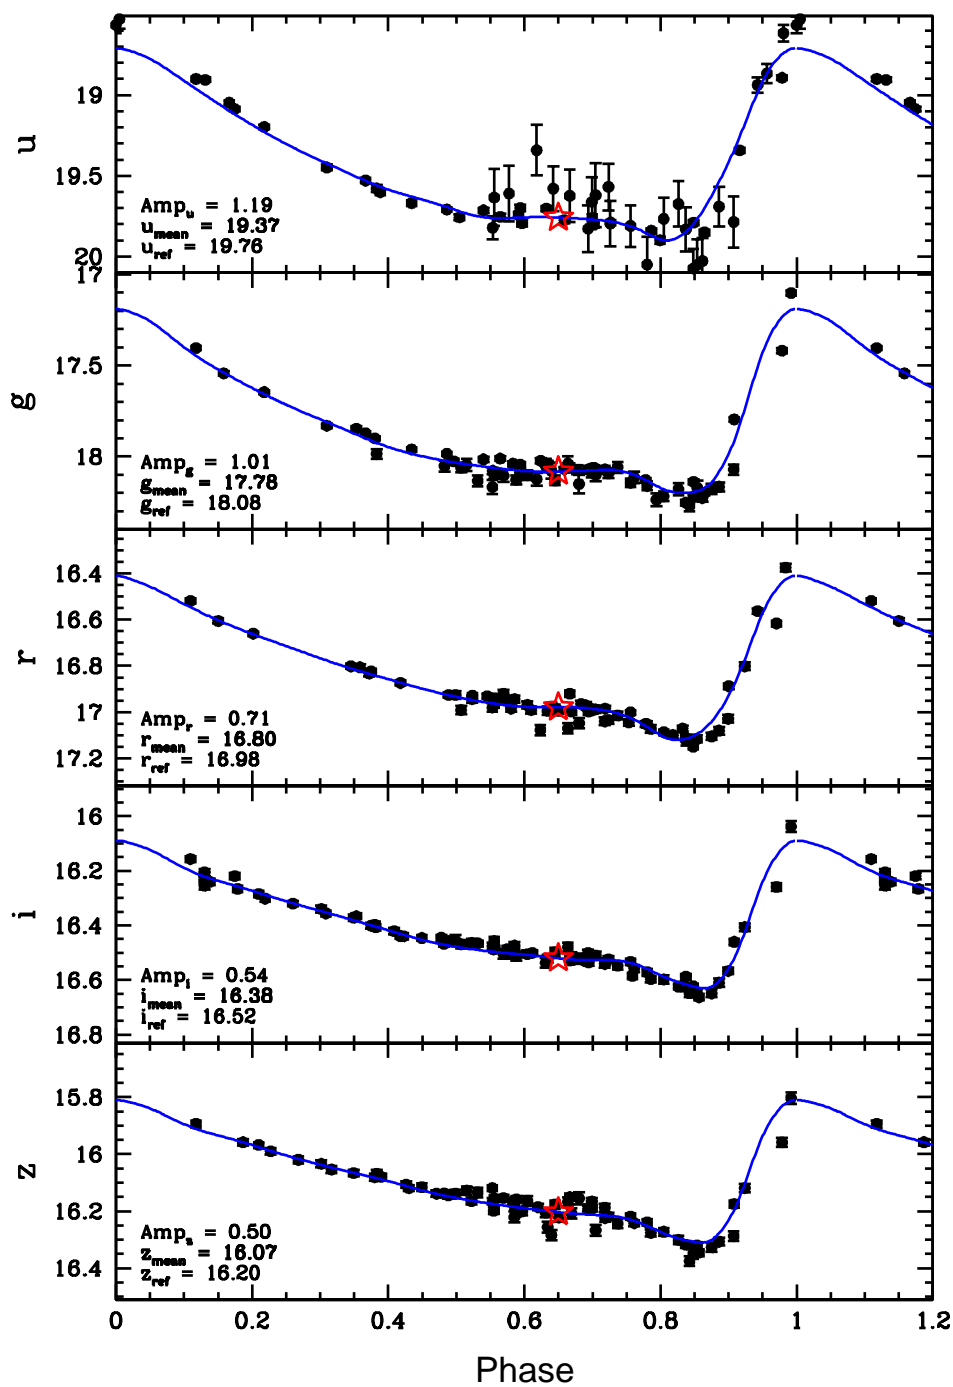 u
19
19.5
20
Amp_u = 1.19
u_mean = 19.37
u_ref = 19.76
g
17
17.5
18
Amp_g = 1.01
g_mean = 17.78
g_ref = 18.08
r
16.4
16.6
16.8
17
17.2
Amp_r = 0.71
r_mean = 16.80
r_ref = 16.98
i
16
16.2
16.4
16.6
16.8
Amp_i = 0.54
i_mean = 16.38
i_ref = 16.52
z
15.8
16
16.2
16.4
Amp_z = 0.50
z_mean = 16.07
z_ref = 16.20
0 0.2 0.4 0.6 0.8 1 1.2
Phase